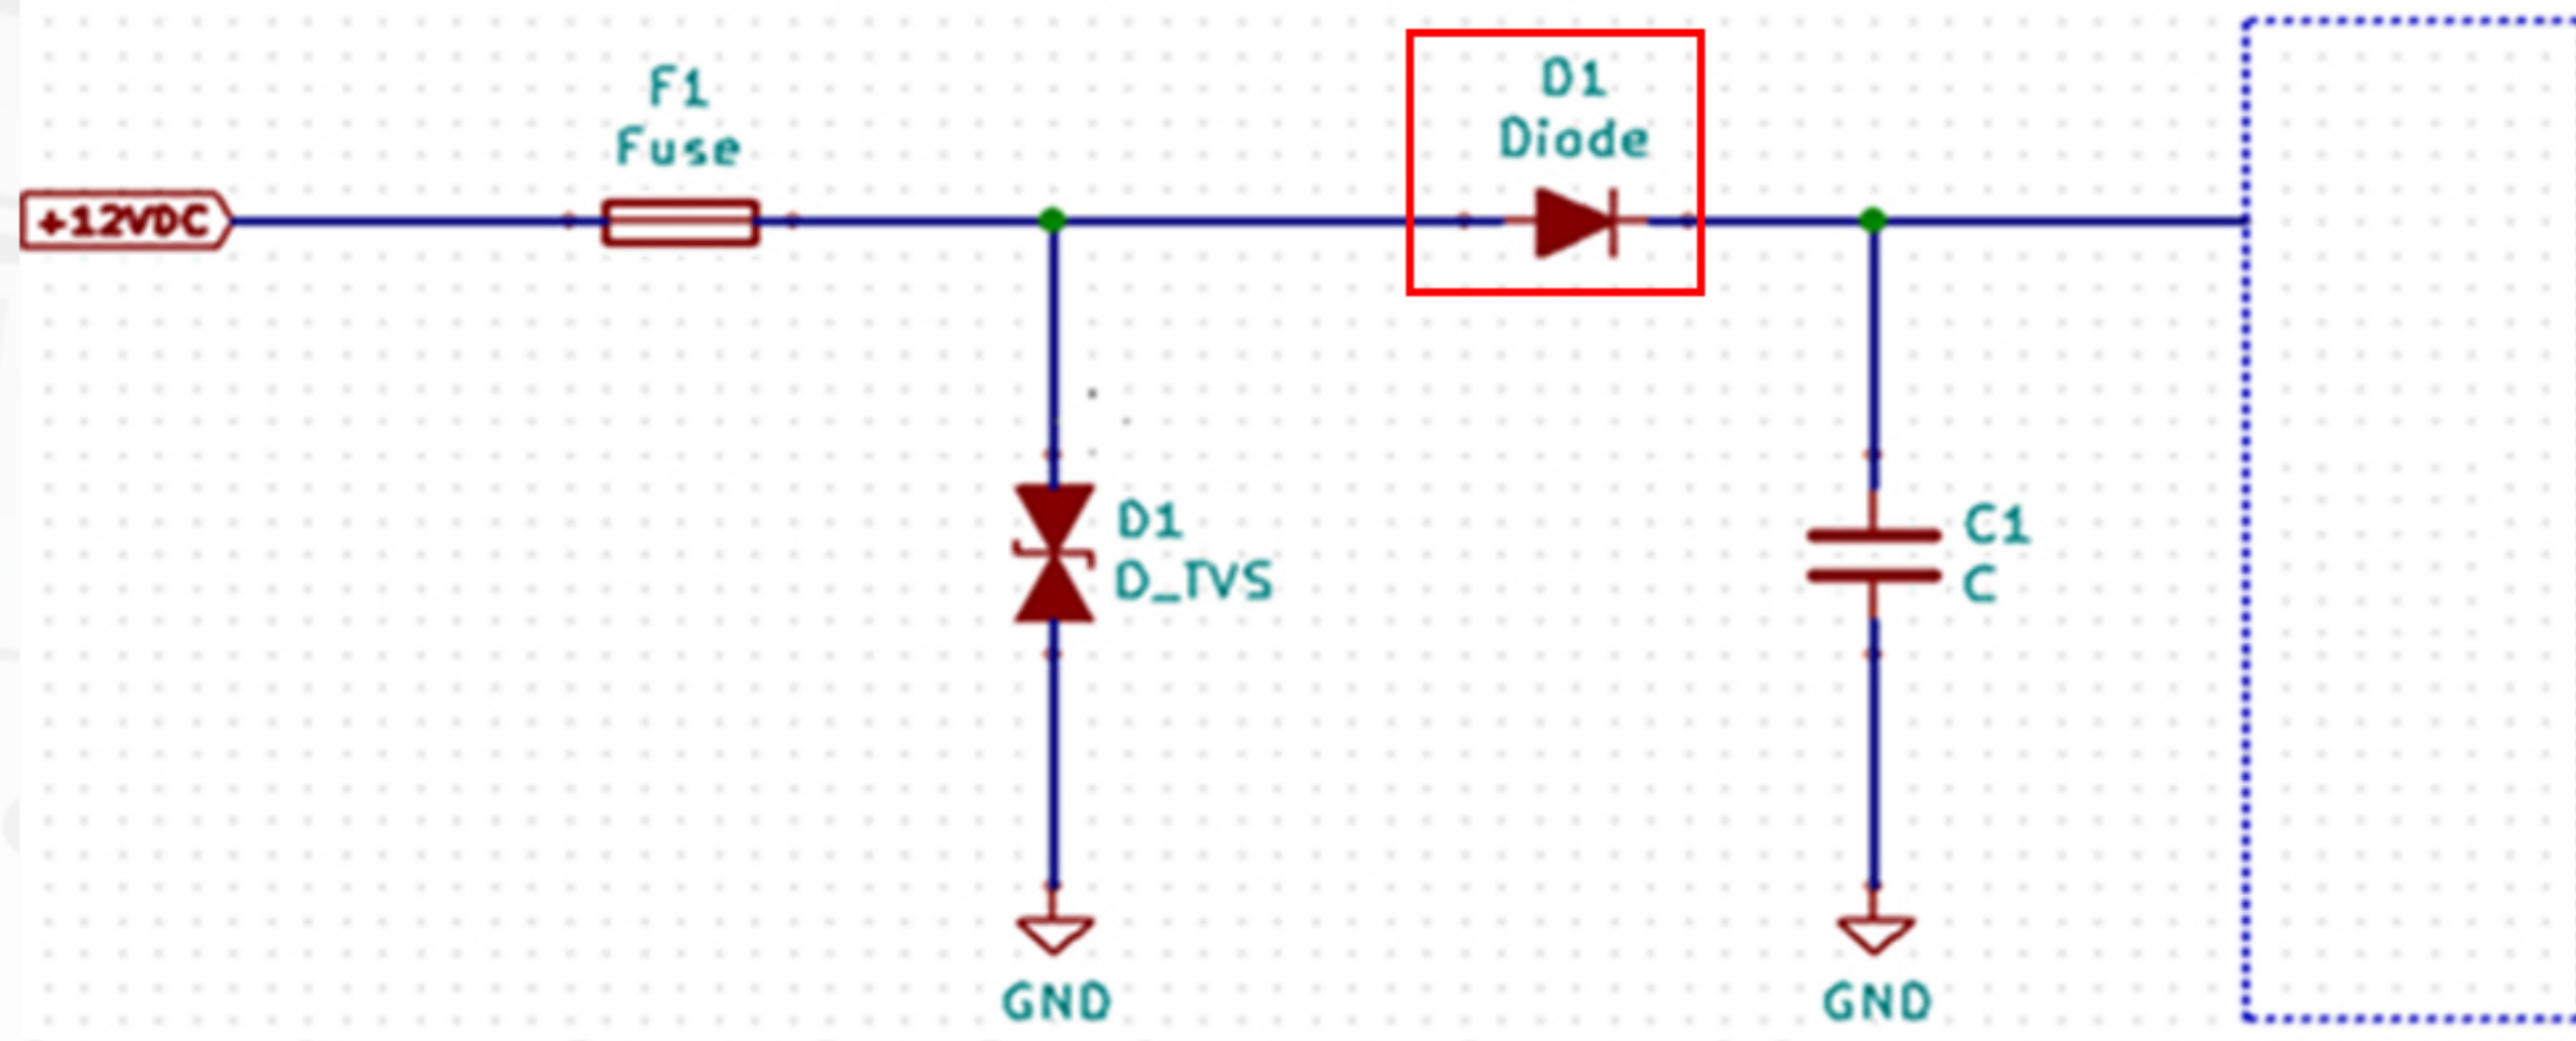 F1
Fuse
D1
Diode
+12VDC
D1
D_TVS
C1
C
GND
GND